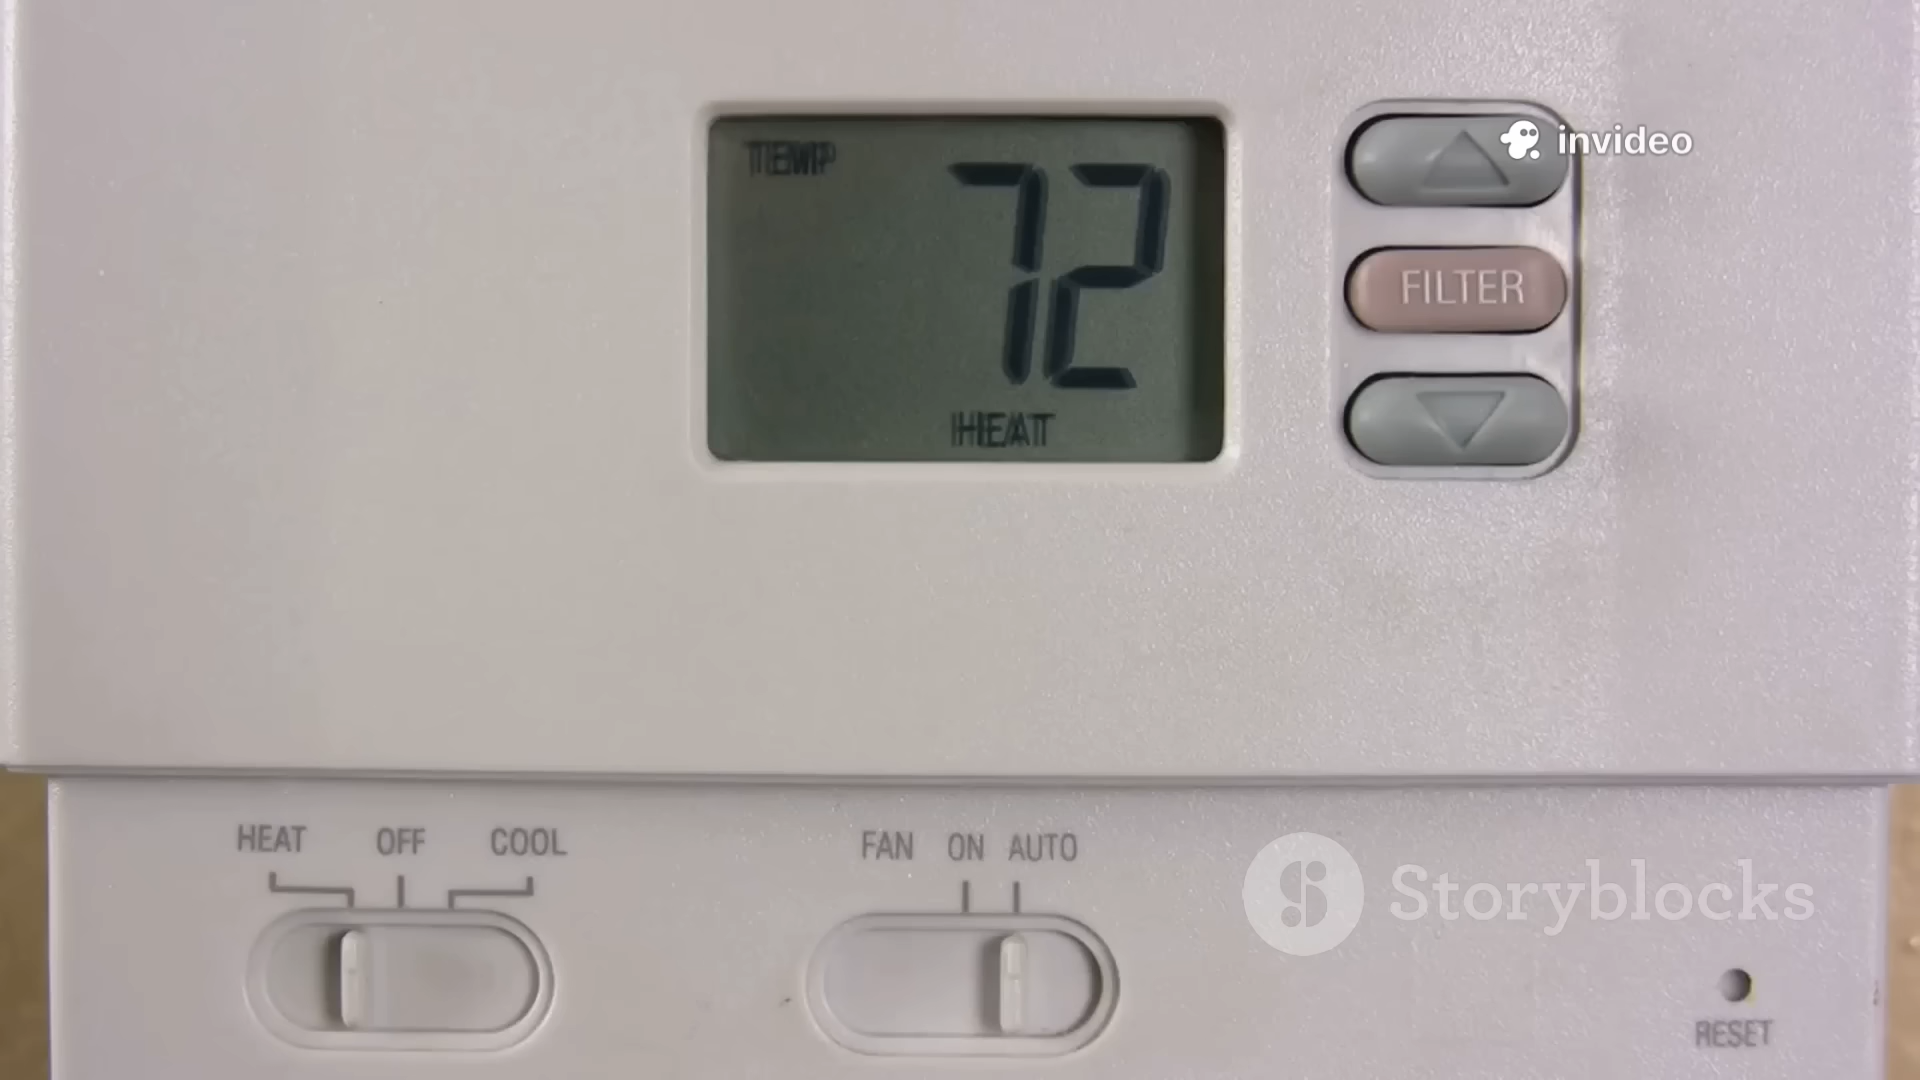 invideo
TEMP
72
FILTER
HEAT
HEAT OFF COOL
FAN ON AUTO
Storyblocks
RESET